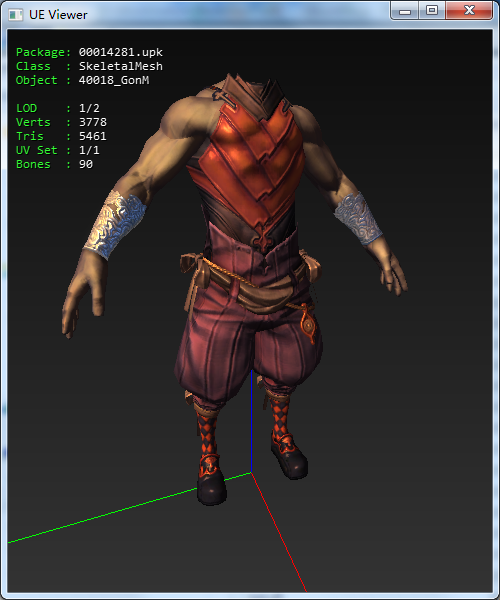 UE Viewer
Package: 00014281.upk
Class : SkeletalMesh
Object : 40018_GonM
LOD : 1/2
Verts : 3778
Tris : 5461
UV Set : 1/1
Bones : 90